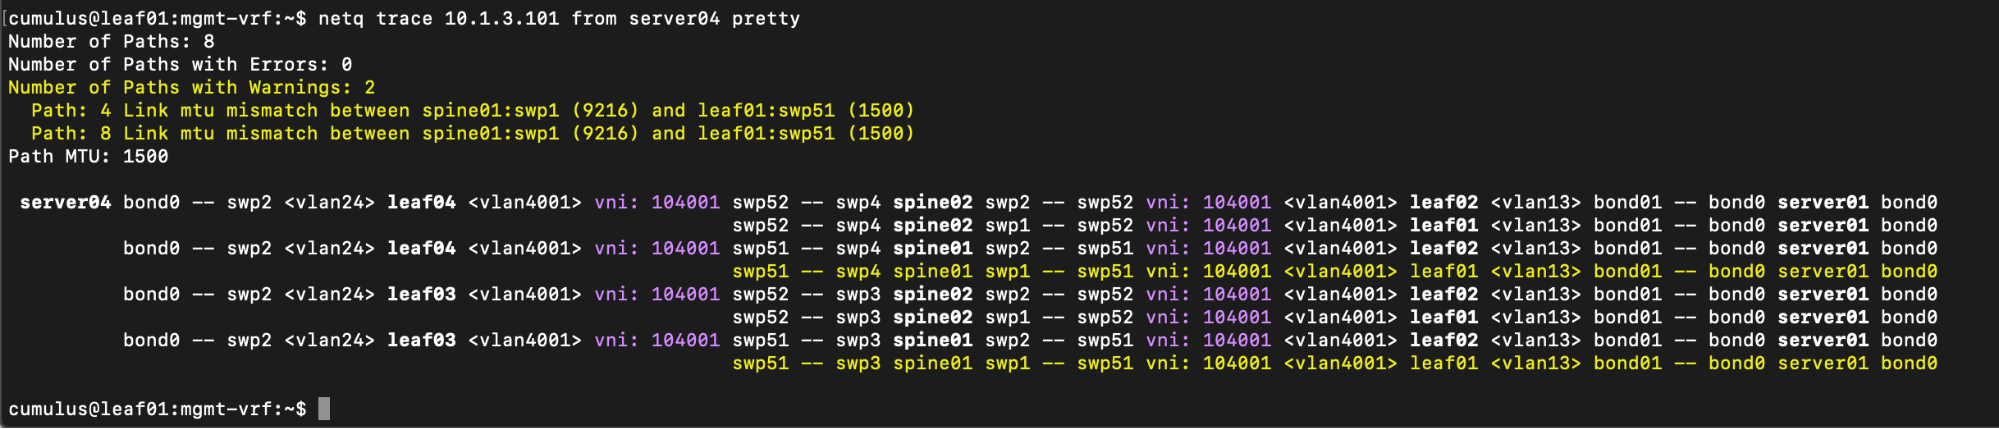 [cumulus@leaf01:mgmt-vrf:~$ netq trace 10.1.3.101 from server04 pretty
Number of Paths: 8
Number of Paths with Errors: 0
Number of Paths with Warnings: 2
  Path: 4 Link mtu mismatch between spine01:swp1 (9216) and leaf01:swp51 (1500)
  Path: 8 Link mtu mismatch between spine01:swp1 (9216) and leaf01:swp51 (1500)
Path MTU: 1500
 server04 bond0 -- swp2 <vlan24> leaf04 <vlan4001> vni: 104001 swp52 -- swp4 spine02 swp2 -- swp52 vni: 104001 <vlan4001> leaf02 <vlan13> bond01 -- bond0 server01 bond0
                                                               swp52 -- swp4 spine02 swp1 -- swp52 vni: 104001 <vlan4001> leaf01 <vlan13> bond01 -- bond0 server01 bond0
          bond0 -- swp2 <vlan24> leaf04 <vlan4001> vni: 104001 swp51 -- swp4 spine01 swp2 -- swp51 vni: 104001 <vlan4001> leaf02 <vlan13> bond01 -- bond0 server01 bond0
                                                               swp51 -- swp4 spine01 swp1 -- swp51 vni: 104001 <vlan4001> leaf01 <vlan13> bond01 -- bond0 server01 bond0
          bond0 -- swp2 <vlan24> leaf03 <vlan4001> vni: 104001 swp52 -- swp3 spine02 swp2 -- swp52 vni: 104001 <vlan4001> leaf02 <vlan13> bond01 -- bond0 server01 bond0
                                                               swp52 -- swp3 spine02 swp1 -- swp52 vni: 104001 <vlan4001> leaf01 <vlan13> bond01 -- bond0 server01 bond0
          bond0 -- swp2 <vlan24> leaf03 <vlan4001> vni: 104001 swp51 -- swp3 spine01 swp2 -- swp51 vni: 104001 <vlan4001> leaf02 <vlan13> bond01 -- bond0 server01 bond0
                                                               swp51 -- swp3 spine01 swp1 -- swp51 vni: 104001 <vlan4001> leaf01 <vlan13> bond01 -- bond0 server01 bond0
cumulus@leaf01:mgmt-vrf:~$